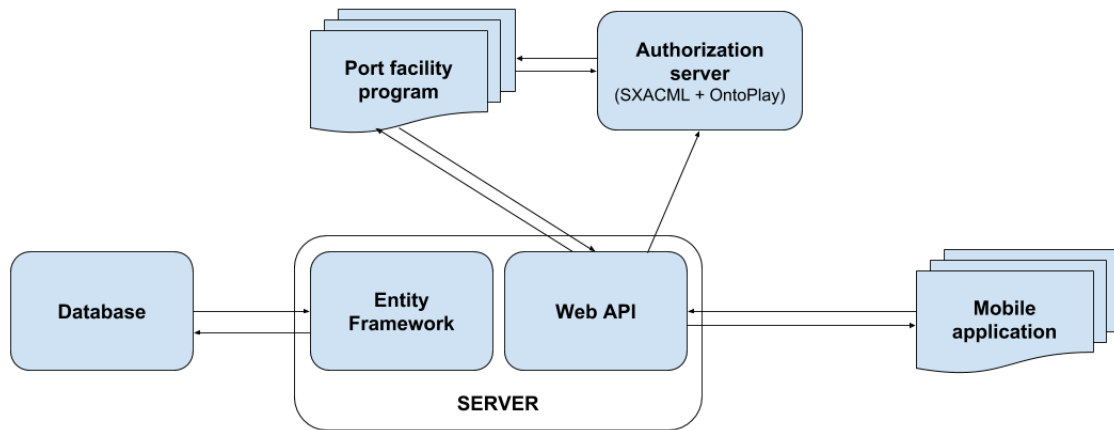 Port facility
program
Authorization
server
(SXACML + OntoPlay)
Database
Entity
Framework
Web API
Mobile
application
SERVER